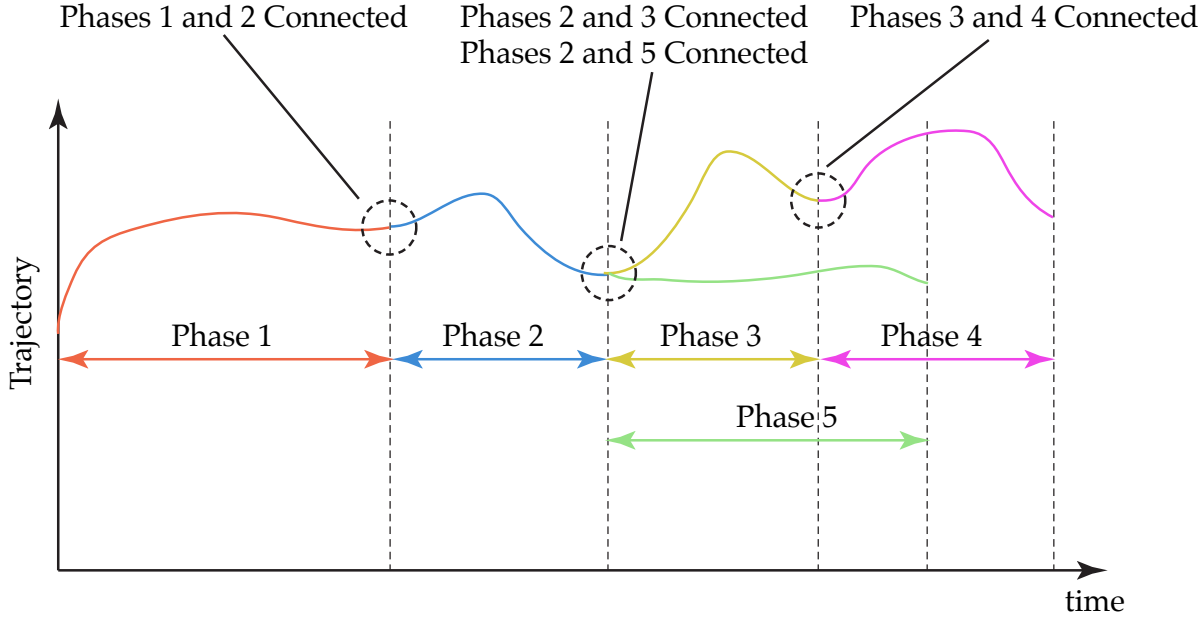 Phases 1 and 2 Connected
Phases 2 and 3 Connected
Phases 2 and 5 Connected
Phases 3 and 4 Connected
Trajectory
Phase 1
Phase 2
Phase 3
Phase 4
Phase 5
time